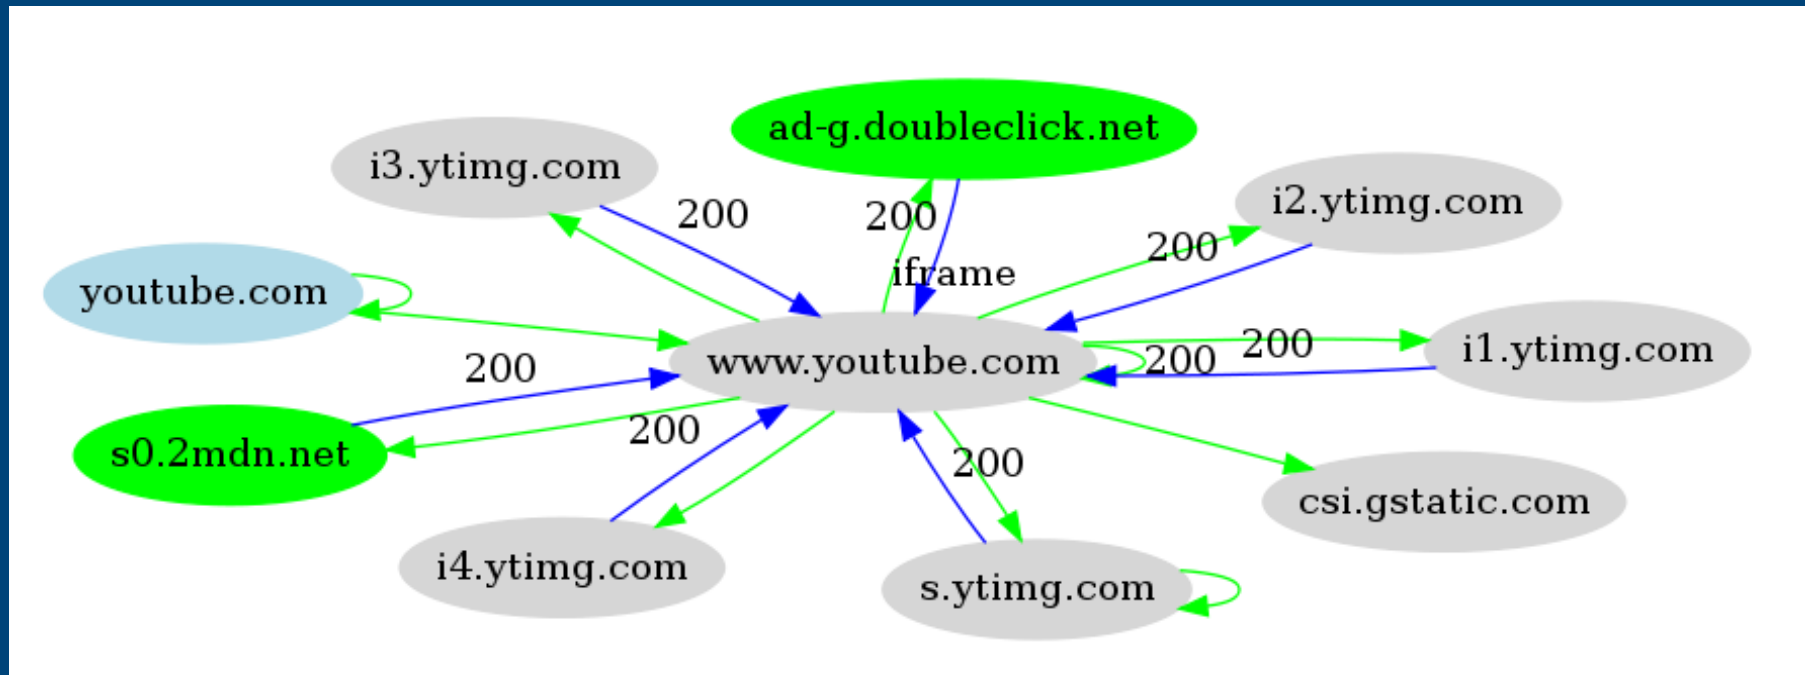 ad-g.doubleclick.net
i3.ytimg.com
i2.ytimg.com
200
200
200
iframe
youtube.com
www.youtube.com
200
200
i1.ytimg.com
200
s0.2mdn.net
200
200
csi.gstatic.com
i4.ytimg.com
s.ytimg.com